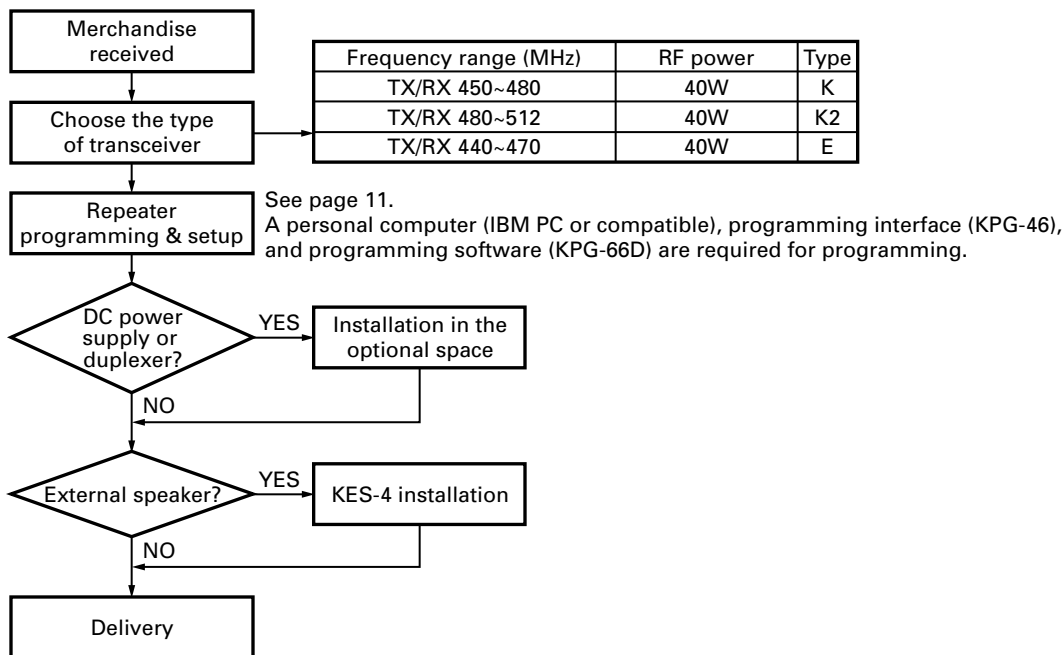 Merchandise
received
Choose the type
of transceiver
Frequency range (MHz) RF power Type
TX/RX 450~480 40W K
TX/RX 480~512 40W K2
TX/RX 440~470 40W E
Repeater
programming & setup
See page 11.
A personal computer (IBM PC or compatible), programming interface (KPG-46),
and programming software (KPG-66D) are required for programming.
DC power
supply or
duplexer?
YES
Installation in the
optional space
NO
External speaker?
YES
KES-4 installation
NO
Delivery